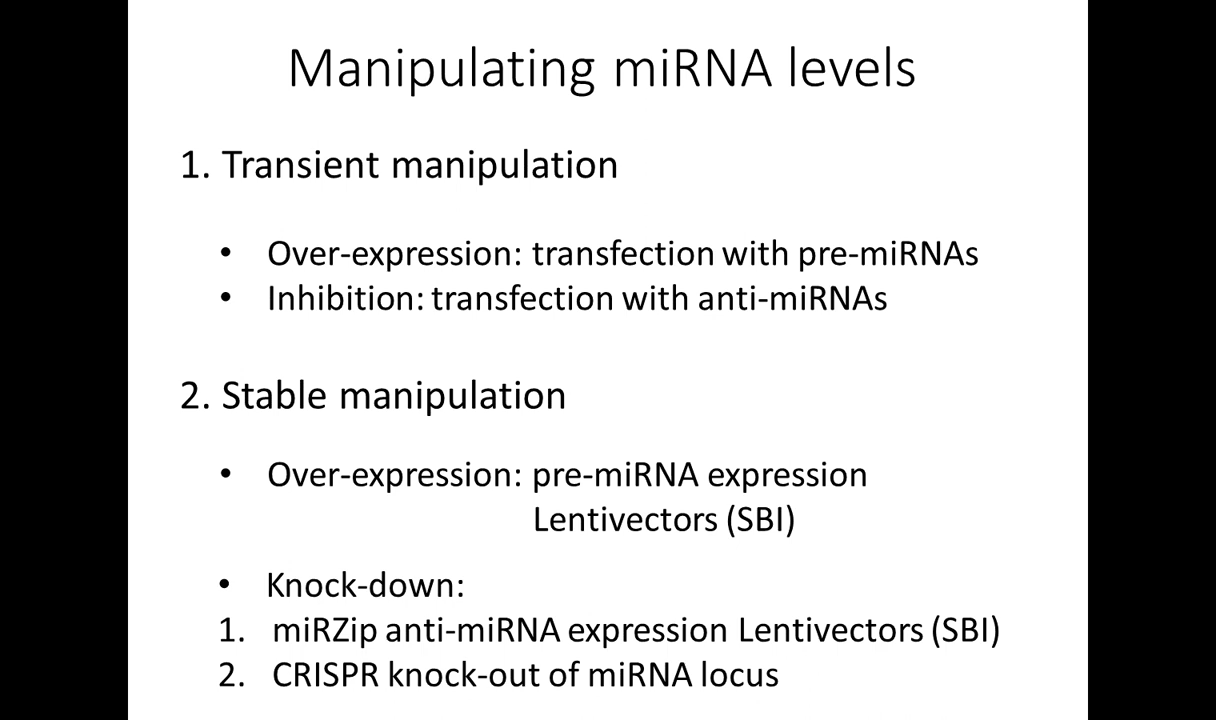 Manipulating miRNA levels
1. Transient manipulation
• Over-expression: transfection with pre-miRNAs
• Inhibition: transfection with anti-miRNAs
2. Stable manipulation
• Over-expression: pre-miRNA expression
Lentivectors (SBI)
• Knock-down:
1. miRZip anti-miRNA expression Lentivectors (SBI)
2. CRISPR knock-out of miRNA locus